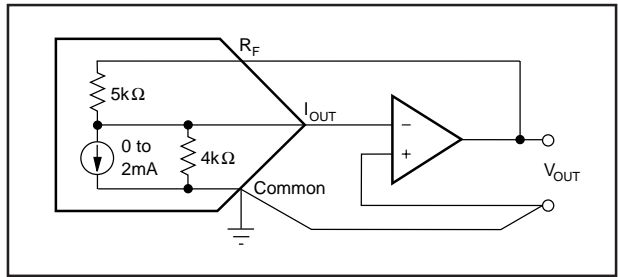 R_F
5kΩ
I_OUT
0 to
2mA
4kΩ
Common
−
+
V_OUT